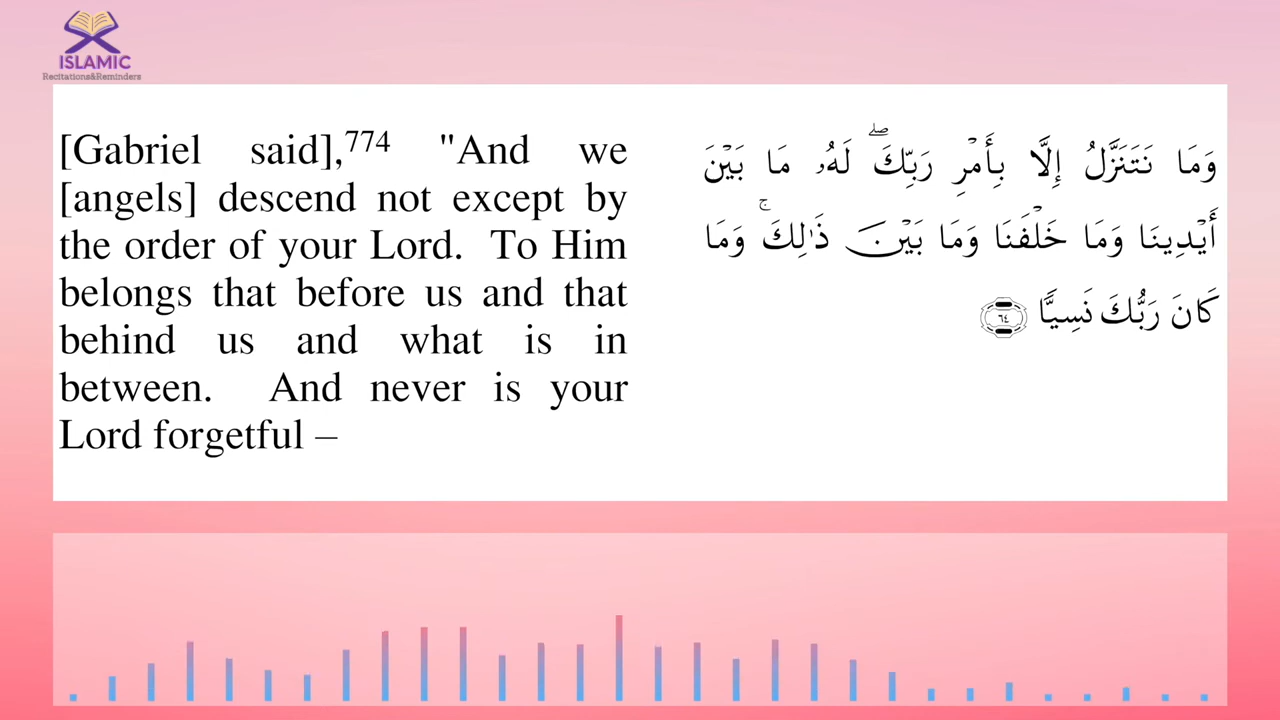 ISLAMIC
Recitations&Reminders
[Gabriel said],774 "And we
[angels] descend not except by
the order of your Lord. To Him
belongs that before us and that
behind us and what is in
between. And never is your
Lord forgetful –
وَمَا نَتَنَزَّلُ إِلَّا بِأَمْرِ رَبِّكَ ۖ لَهُۥ مَا بَيْنَ
أَيْدِينَا وَمَا خَلْفَنَا وَمَا بَيْنَ ذَٰلِكَ ۚ وَمَا
كَانَ رَبُّكَ نَسِيًّا ٦٤